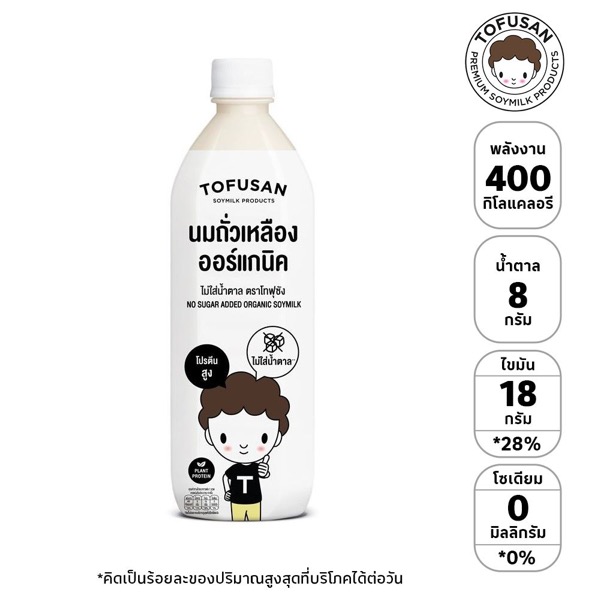 TOFUSAN
PREMIUM SOYMILK PRODUCTS
TOFUSAN
SOYMILK PRODUCTS
นมถั่วเหลือง
ออร์แกนิค
ไม่ใส่น้ำตาล ตราโทฟุซัง
NO SUGAR ADDED ORGANIC SOYMILK
โปรตีน
สูง
ไม่ใส่น้ำตาล
T
PLANT
PROTEIN
พลังงาน
400
กิโลแคลอรี
น้ำตาล
8
กรัม
ไขมัน
18
กรัม
*28%
โซเดียม
0
มิลลิกรัม
*0%
*คิดเป็นร้อยละของปริมาณสูงสุดที่บริโภคได้ต่อวัน